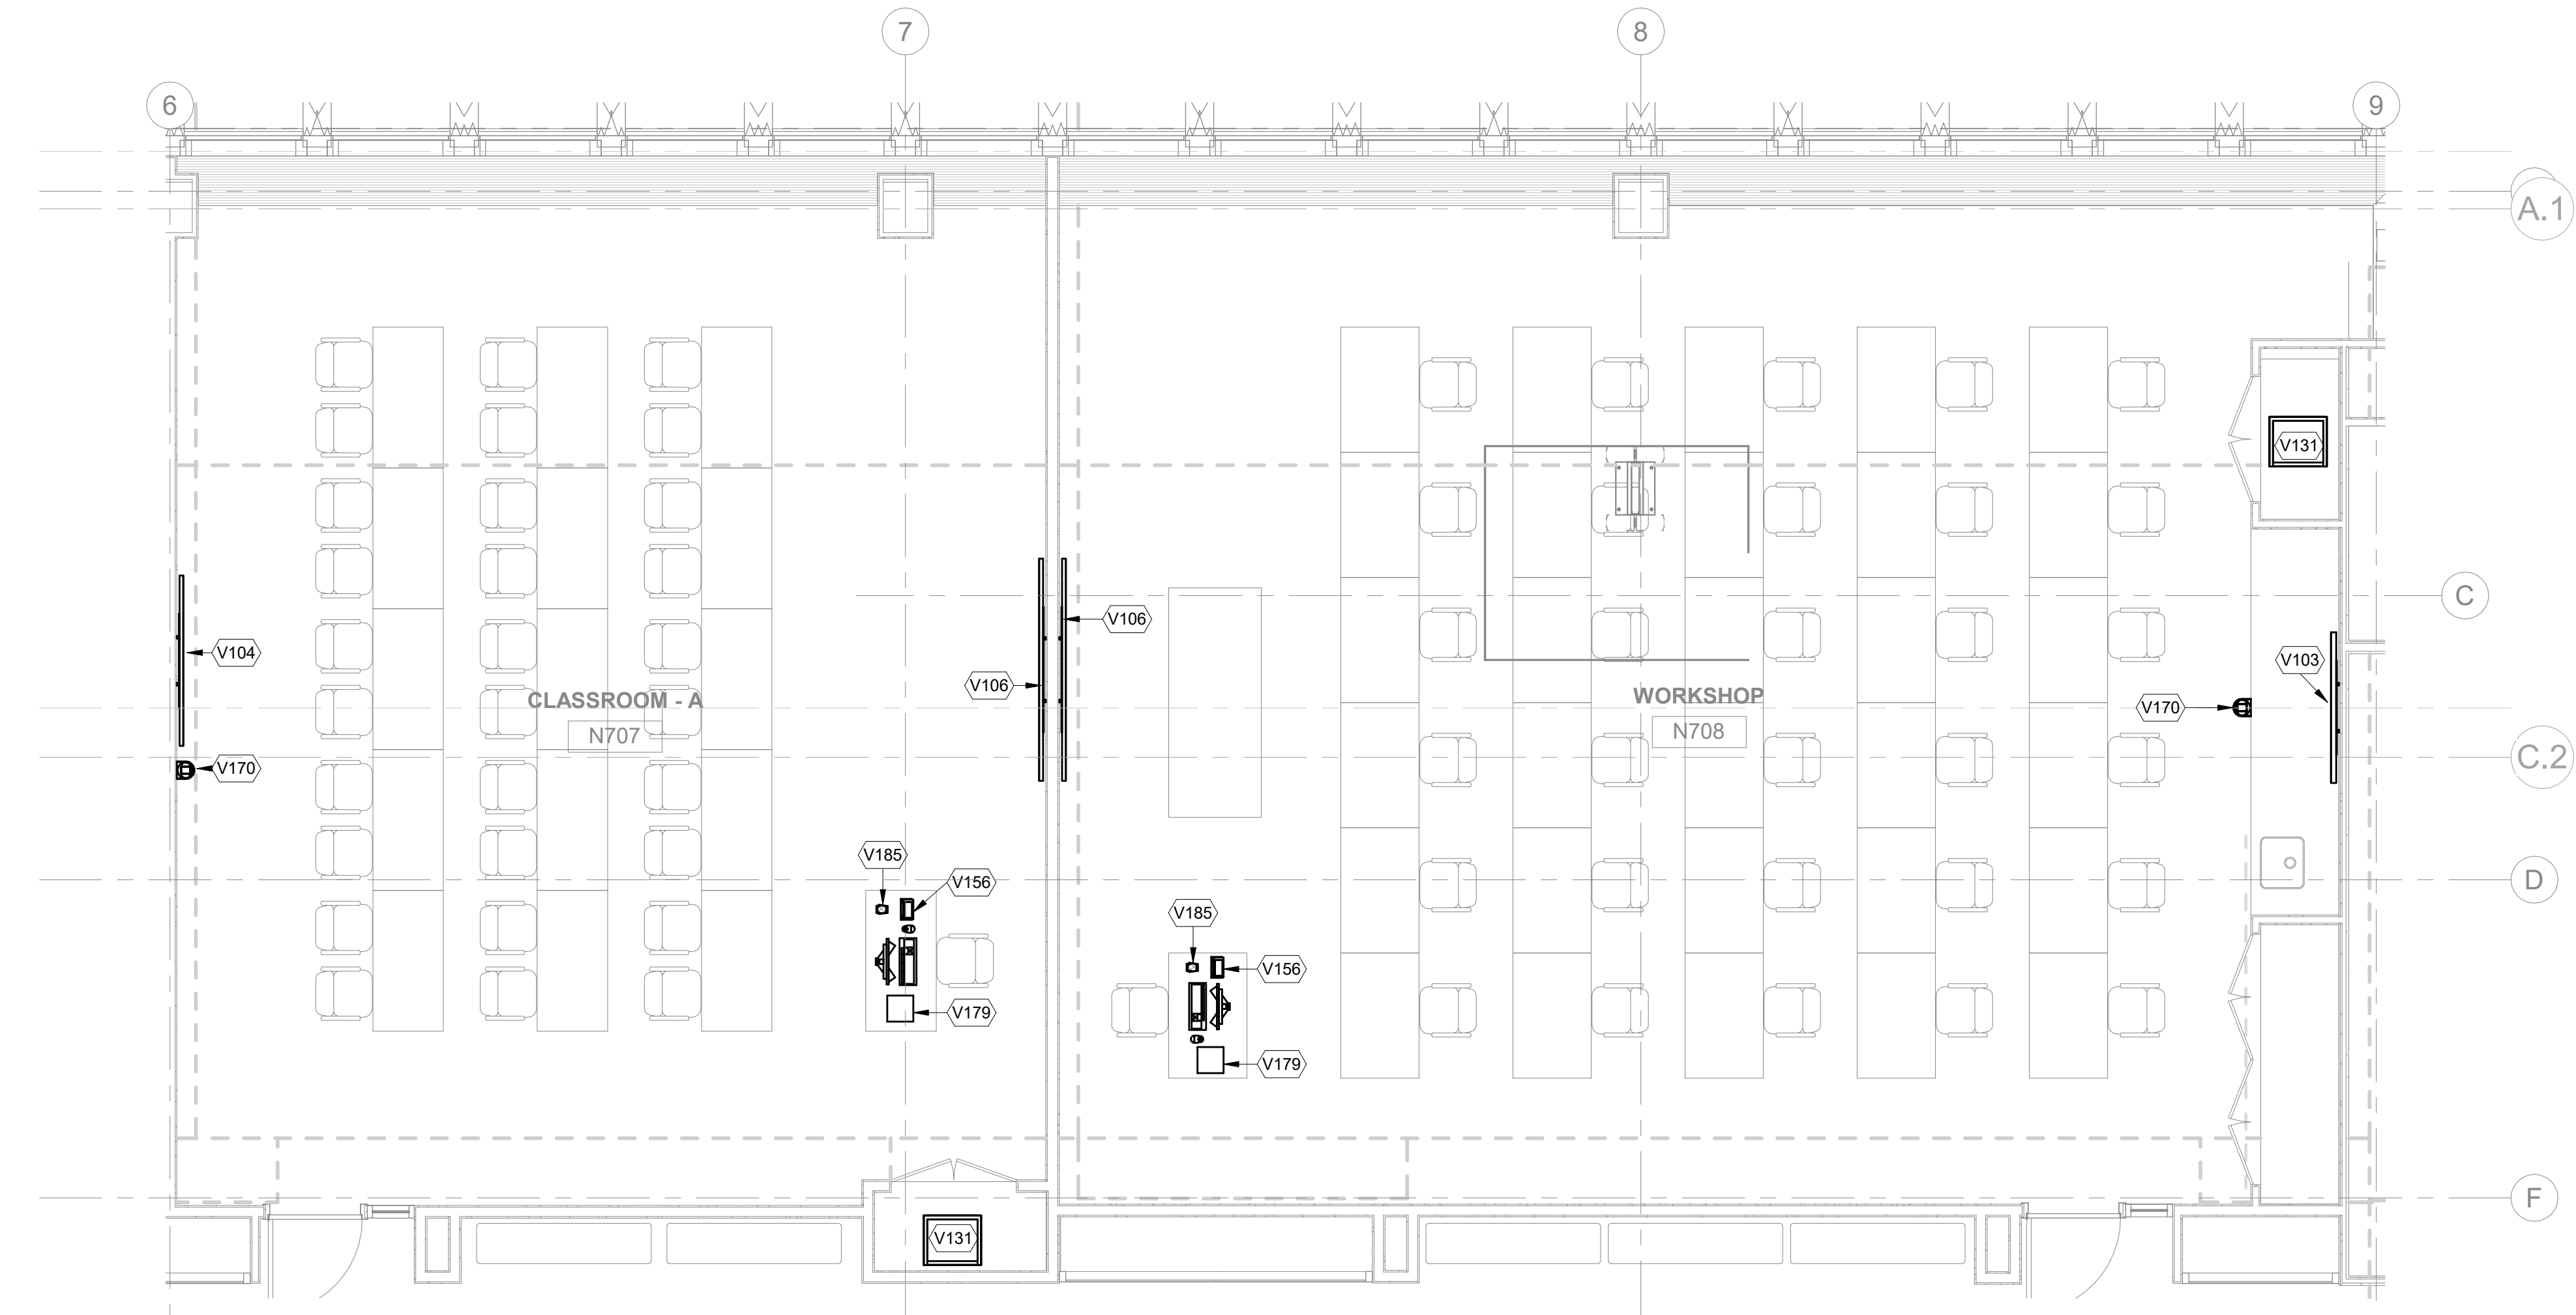 7
8
6
9
A.1
V131
C
V106
V104
V103
V106
CLASSROOM - A
WORKSHOP
V170
N707
N708
C.2
V170
V185
V156
D
V185
V156
V179
V179
F
V131